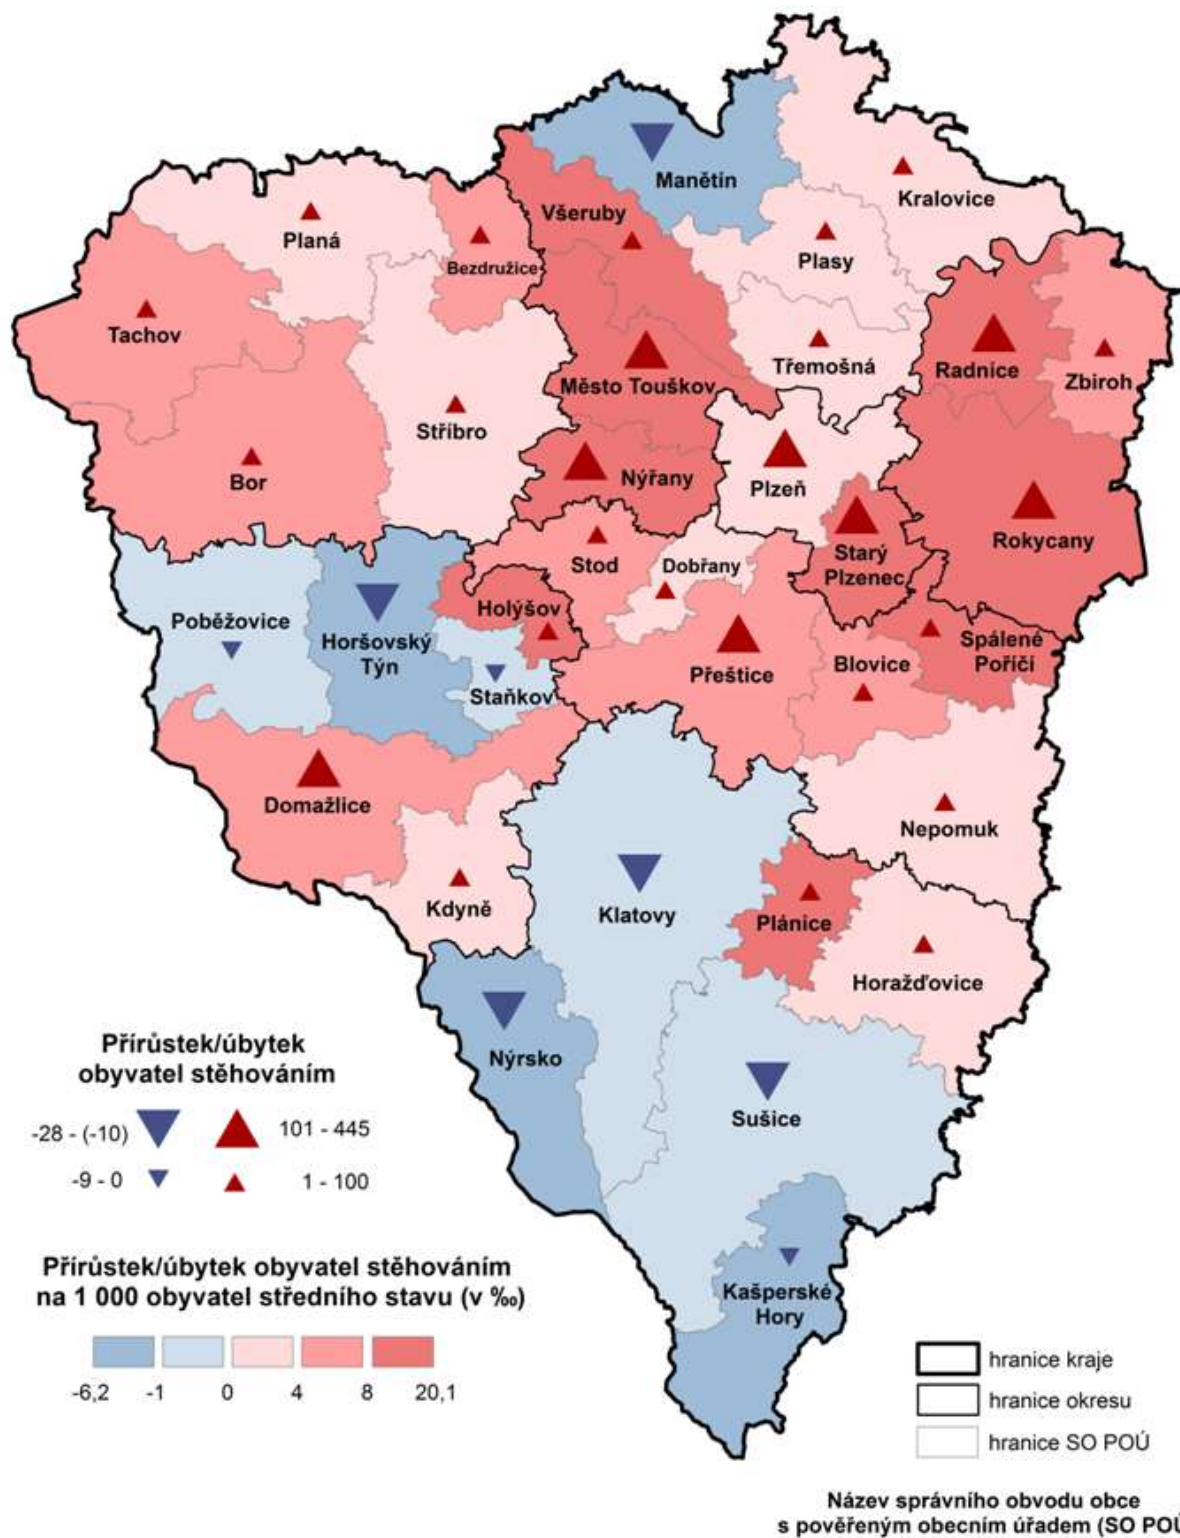 Manětín
Kralovice
Všeruby
Planá
Plasy
Bezdružice
Tachov
Třemošná
Radnice
Zbiroh
Město Touškov
Stříbro
Bor
Nýřany
Plzeň
Rokycany
Starý
Plzenec
Stod
Dobřany
Holýšov
Poběžovice
Horšovský
Týn
Staňkov
Přeštice
Blovice
Spálené
Poříčí
Domažlice
Nepomuk
Kdyně
Klatovy
Plánice
Horažďovice
Nýrsko
Sušice
Kašperské
Hory
Přírůstek/úbytek
obyvatel stěhováním
-28 - (-10) 101 - 445
-9 - 0 1 - 100
Přírůstek/úbytek obyvatel stěhováním
na 1 000 obyvatel středního stavu (v ‰)
-6,2 -1 0 4 8 20,1
hranice kraje
hranice okresu
hranice SO POÚ
Název správního obvodu obce
s pověřeným obecním úřadem (SO POÚ